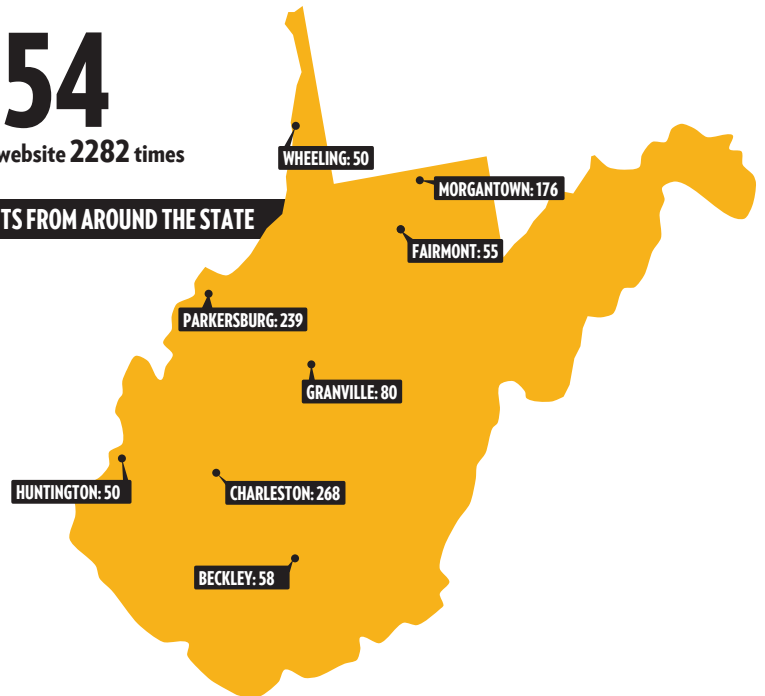 54
website 2282 times
TS FROM AROUND THE STATE
WHEELING: 50
MORGANTOWN: 176
FAIRMONT: 55
PARKERSBURG: 239
GRANVILLE: 80
HUNTINGTON: 50
CHARLESTON: 268
BECKLEY: 58